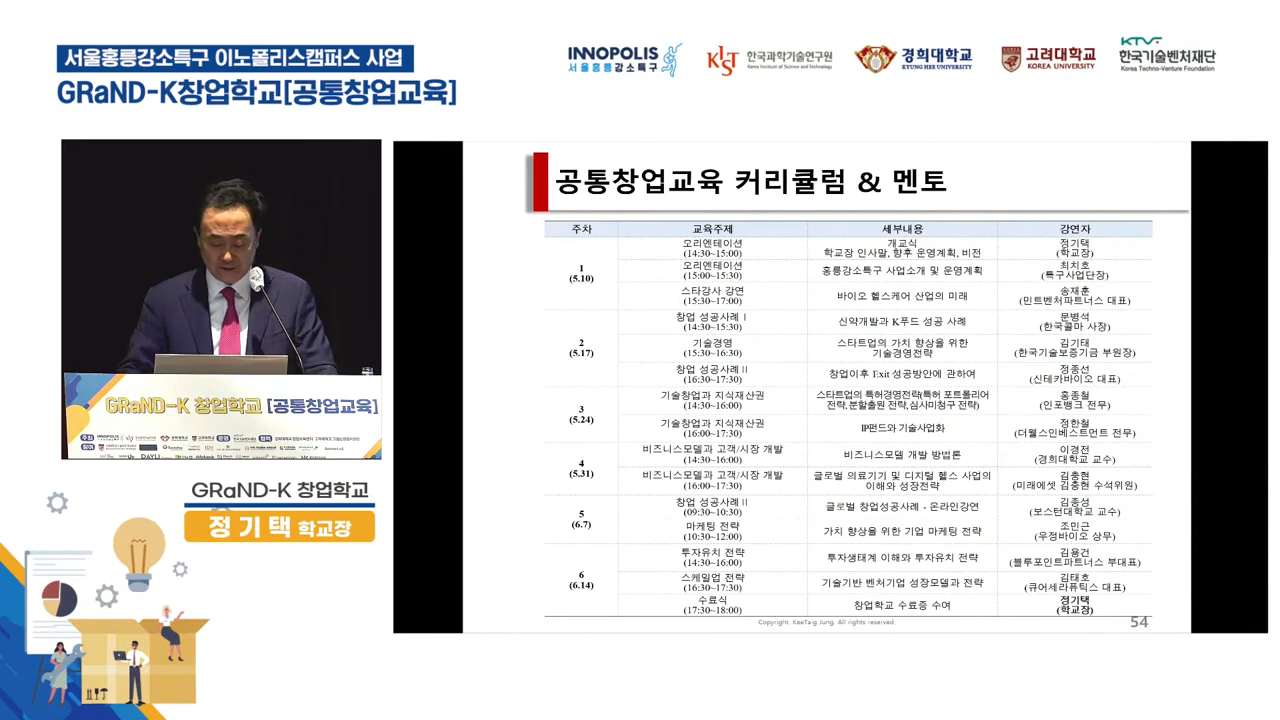 서울홍릉강소특구 이노폴리스캠퍼스 사업
GRaND-K창업학교[공통창업교육]
INNOPOLIS
서울홍릉강소특구
KIST 한국과학기술연구원
Korea Institute of Science and Technology
경희대학교
KYUNG HEE UNIVERSITY
고려대학교
KOREA UNIVERSITY
KTVF
한국기술벤처재단
Korea Techno-Venture Foundation
공통창업교육 커리큘럼 & 멘토
주차 교육주제 세부내용 강연자
1
(5.10)
오리엔테이션
(14:30~15:00)
개교식
학교장 인사말, 향후 운영계획, 비전
정기택
(학교장)
오리엔테이션
(15:00~15:30)
홍릉강소특구 사업소개 및 운영계획
최치호
(특구사업단장)
스타강사 강연
(15:30~17:00)
바이오 헬스케어 산업의 미래
송재훈
(민트벤처파트너스 대표)
2
(5.17)
창업 성공사례 I
(14:30~15:30)
신약개발과 K푸드 성공 사례
문병석
(한국콜마 사장)
기술경영
(15:30~16:30)
스타트업의 가치 향상을 위한
기술경영전략
김기태
(한국기술보증기금 부원장)
창업 성공사례 II
(16:30~17:30)
창업이후 Exit 성공방안에 관하여
정종선
(신테카바이오 대표)
3
(5.24)
기술창업과 지식재산권
(14:30~16:00)
스타트업의 특허경영전략(특허 포트폴리어
전략, 분할출원 전략, 심사미청구 전략)
홍종철
(인포뱅크 전무)
기술창업과 지식재산권
(16:00~17:30)
IP펀드와 기술사업화
정한철
(더웰스인베스트먼트 전무)
4
(5.31)
비즈니스모델과 고객/시장 개발
(14:30~16:00)
비즈니스모델 개발 방법론
이경전
(경희대학교 교수)
비즈니스모델과 고객/시장 개발
(16:00~17:30)
글로벌 의료기기 및 디지털 헬스 사업의
이해와 성장전략
김충현
(미래에셋 김충현 수석위원)
5
(6.7)
창업 성공사례 II
(09:30~10:30)
글로벌 창업성공사례 - 온라인강연
김종성
(보스턴대학교 교수)
마케팅 전략
(10:30~12:00)
가치 향상을 위한 기업 마케팅 전략
조민근
(우정바이오 상무)
6
(6.14)
투자유치 전략
(14:30~16:00)
투자생태계 이해와 투자유치 전략
김용건
(블루포인트파트너스 부대표)
스케일업 전략
(16:30~17:30)
기술기반 벤처기업 성장모델과 전략
김태호
(큐어세라퓨틱스 대표)
수료식
(17:30~18:00)
창업학교 수료증 수여
정기택
(학교장)
Copyright. KeeTaig Jung. All rights reserved.
54
GRaND-K 창업학교 [공통창업교육]
GRaND-K 창업학교
정기택 학교장